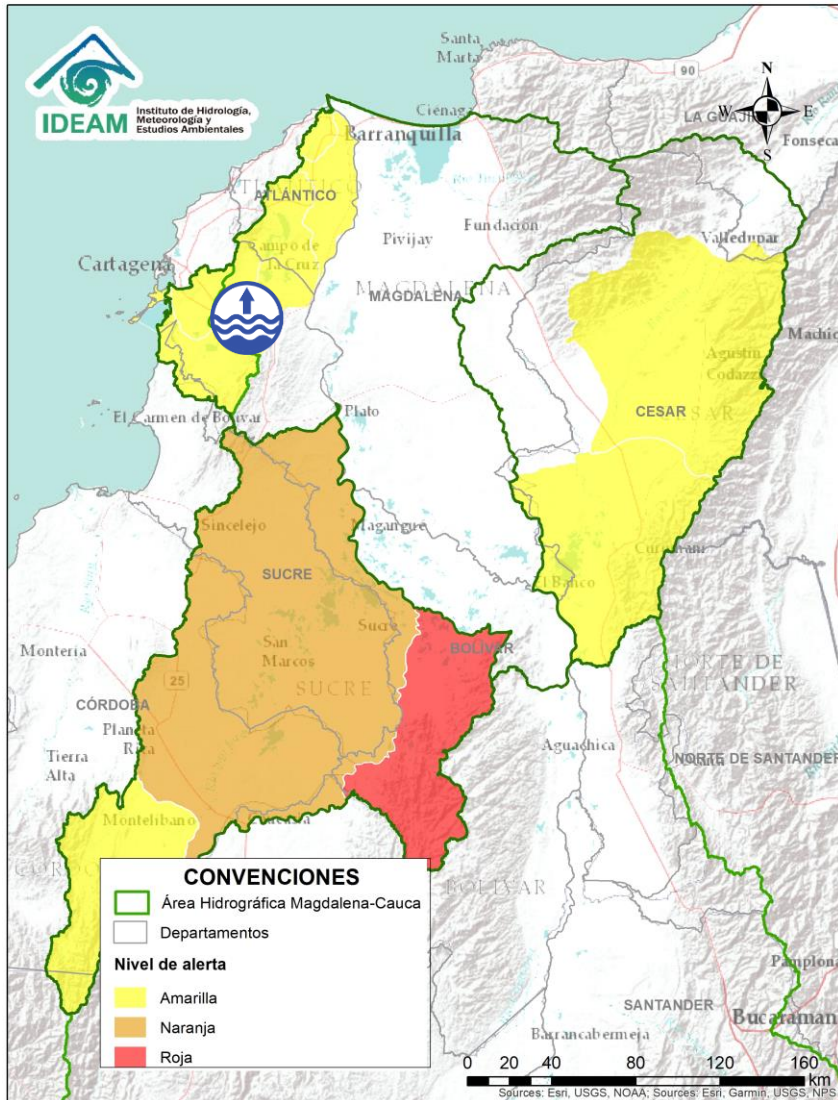 IDEAM
Instituto de Hidrología,
Meteorología y
Estudios Ambientales
Santa
Marta
90
N
W
E
S
LA GUAJI
Ciénaga
Barranquilla
Fonseca
ATLÁNTICO
Fundación
Pivijay
Valledupar
Campo de
la Cruz
Cartagena
MAGDALENA
MAGDALENA
Agustín
Codazzi
CESAR
El Carmen de Bolívar
Plato
Sincelejo
Magangue
Curumaní
SUCRE
El Banco
Sucre
Montería
San
Marcos
BOLÍVAR
SUCRE
NORTE DE
SANTANDER
25
CÓRDOBA
Planeta
Rica
Tierra
Alta
Aguachica
NORTE DE SANTANDER
Montelíbano
BOLÍVAR
CONVENCIONES
Área Hidrográfica Magdalena-Cauca
Departamentos
Nivel de alerta
Amarilla
Naranja
Roja
Pamplona
SANTANDER
Bucaraman
Barrancabermeja
0 20 40 80 120 160
km
Sources: Esri, USGS, NOAA; Sources: Esri, Garmin, USGS, NPS